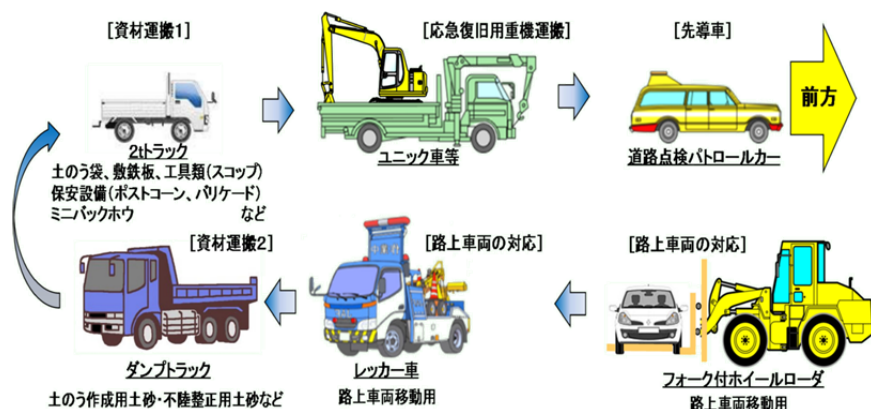 [資材運搬1]
[応急復旧用重機運搬]
[先導車]
前方
2tトラック
ユニック車等
道路点検パトロールカー
土のう袋、敷鉄板、工具類(スコップ)
保安設備(ポストコーン、バリケード)
ミニバックホウ など
[資材運搬2]
[路上車両の対応]
[路上車両の対応]
ダンプトラック
レッカー車
フォーク付ホイールローダ
土のう作成用土砂・不陸整正用土砂など
路上車両移動用
路上車両移動用